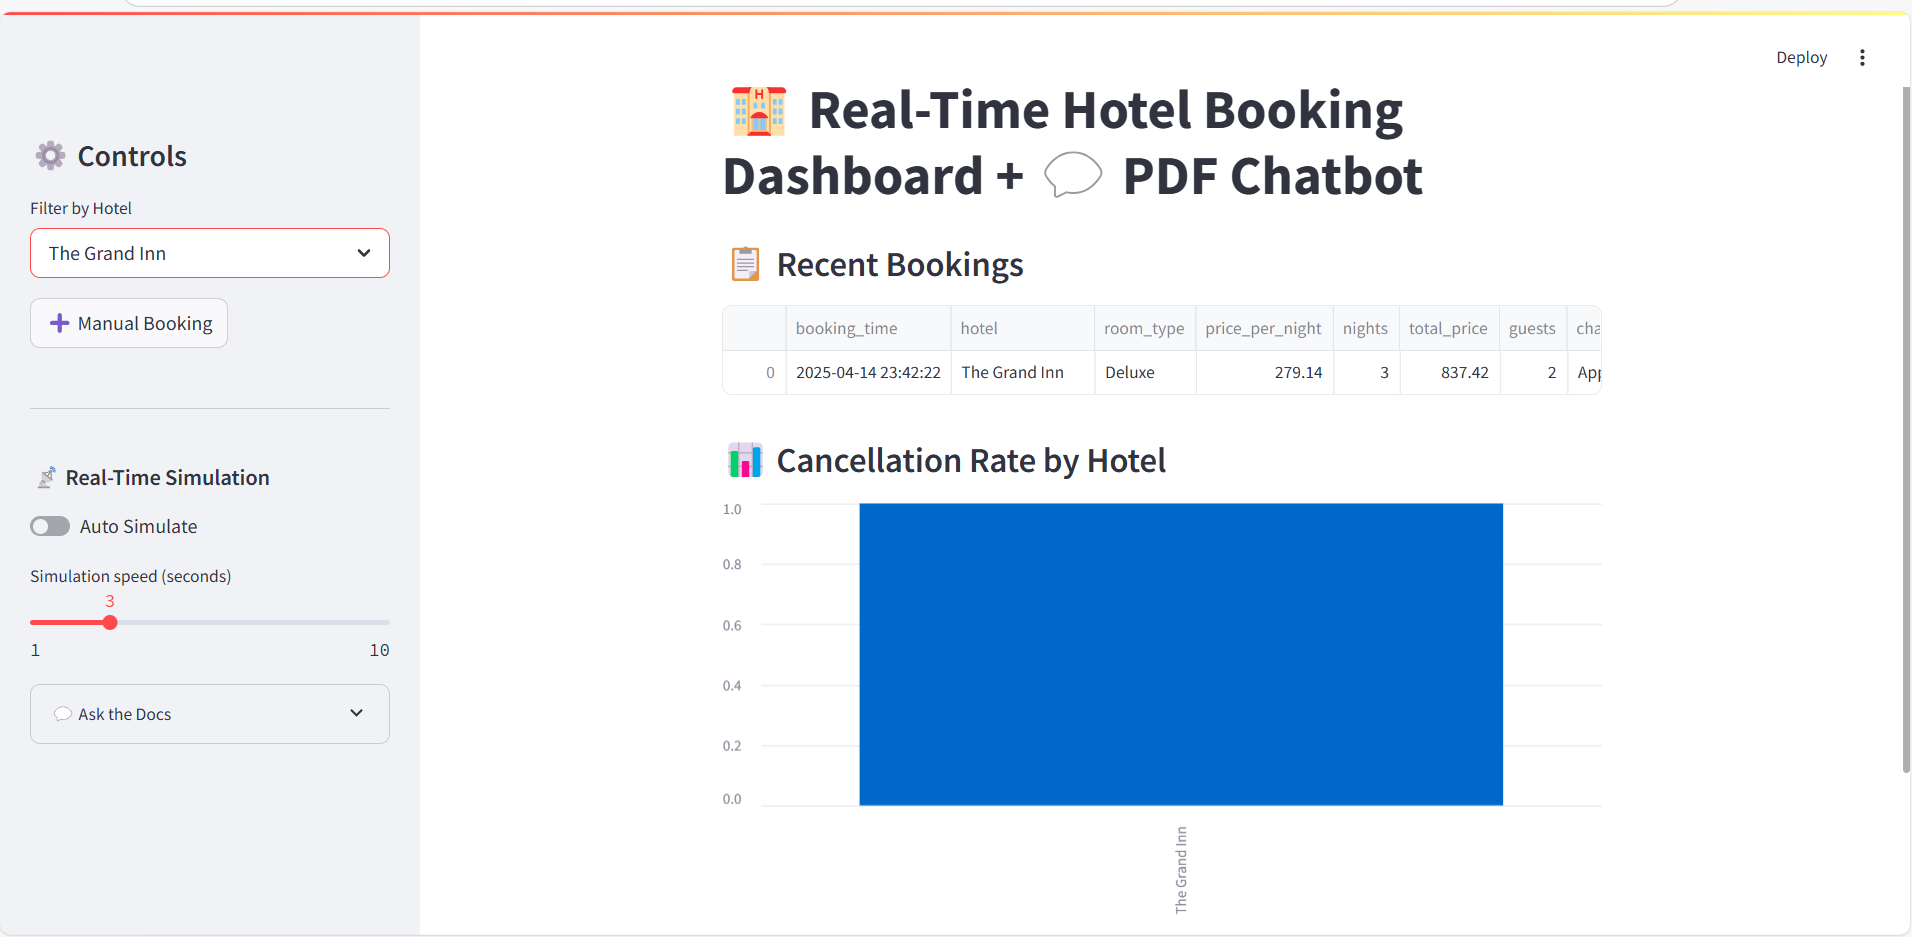 Deploy
Controls
Filter by Hotel
The Grand Inn
Manual Booking
Real-Time Simulation
Auto Simulate
Simulation speed (seconds)
3
1 10
Ask the Docs
Real-Time Hotel Booking
Dashboard + PDF Chatbot
Recent Bookings
booking_time hotel room_type price_per_night nights total_price guests cha
0 2025-04-14 23:42:22 The Grand Inn Deluxe 279.14 3 837.42 2 App
Cancellation Rate by Hotel
1.0
0.8
0.6
0.4
0.2
0.0
The Grand Inn